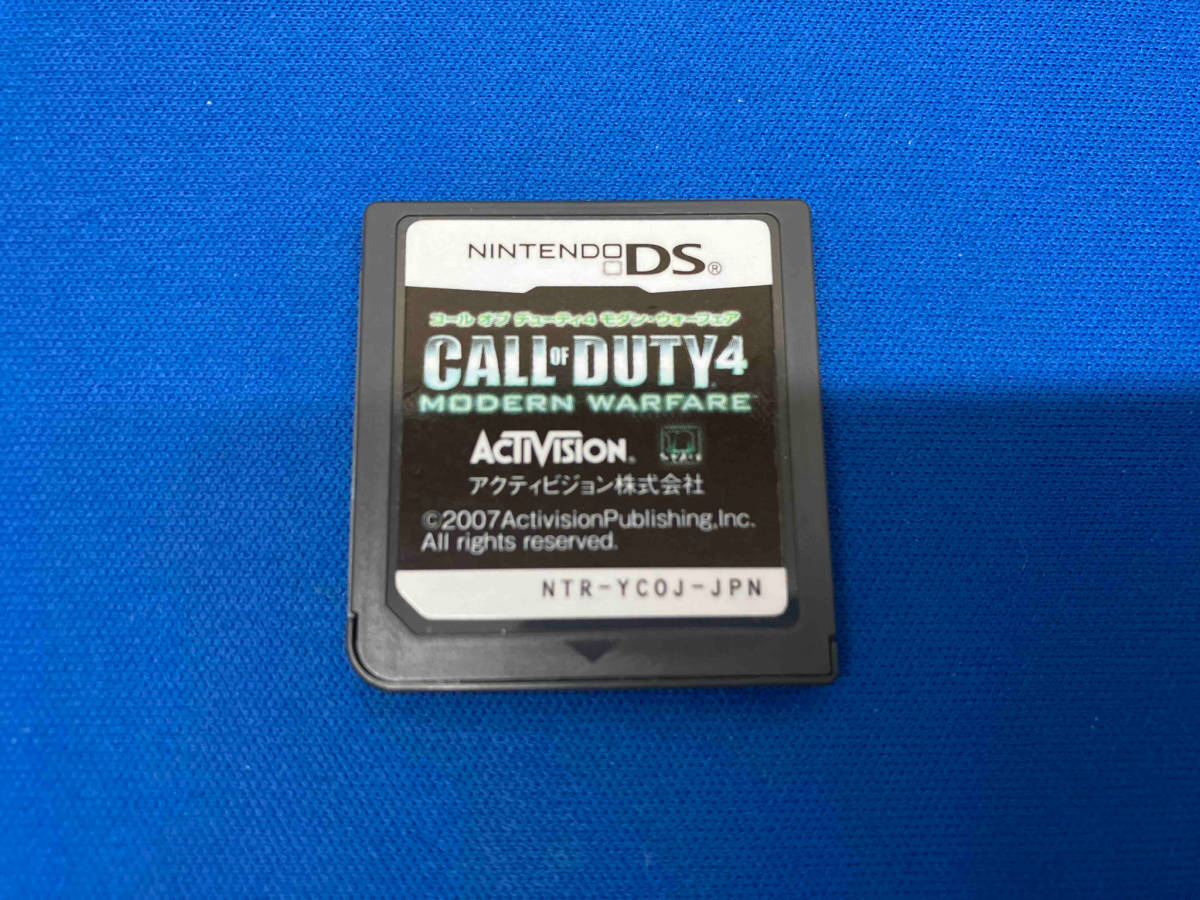 NINTENDO DS®
コール オブ デューティ4 モダン・ウォーフェア
CALL OF DUTY 4
MODERN WARFARE™
ACTIVISION®
アクティビジョン株式会社
©2007ActivisionPublishing,Inc.
All rights reserved.
NTR-YCOJ-JPN